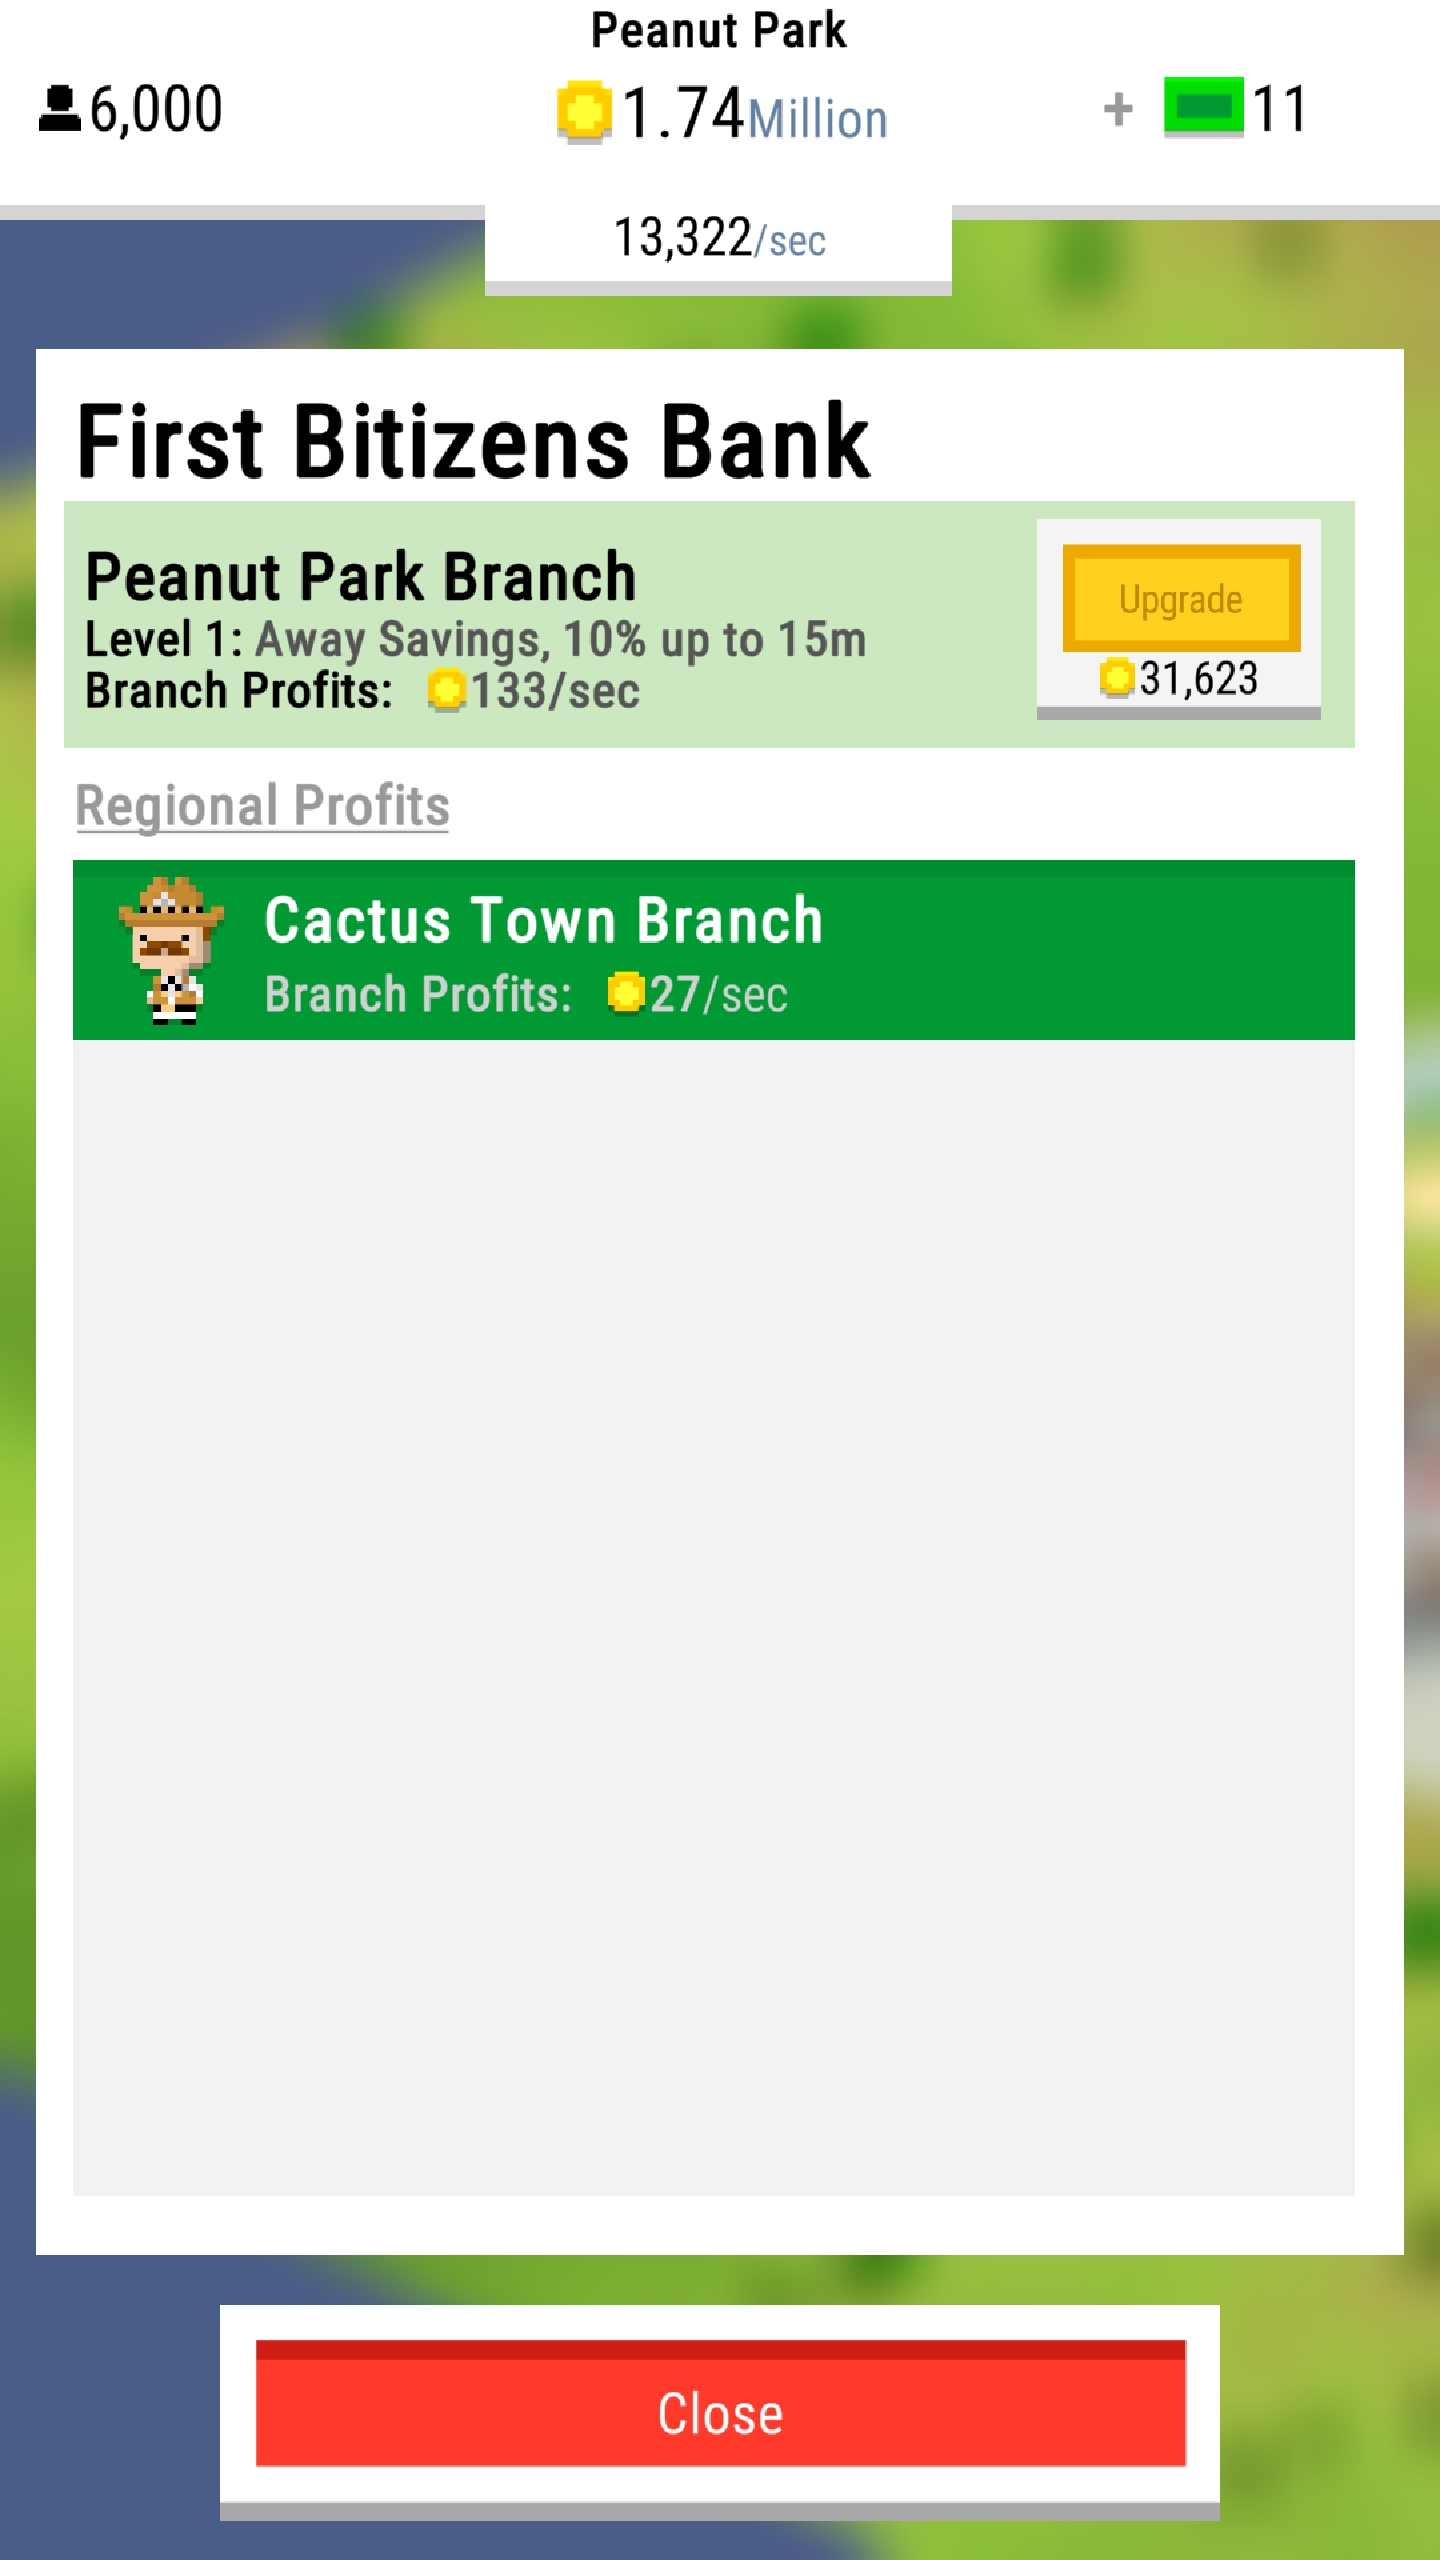 Peanut Park
6,000
1.74Million
+ 11
13,322/sec
First Bitizens Bank
Peanut Park Branch
Level 1: Away Savings, 10% up to 15m
Branch Profits: 133/sec
Upgrade
31,623
Regional Profits
Cactus Town Branch
Branch Profits: 27/sec
Close